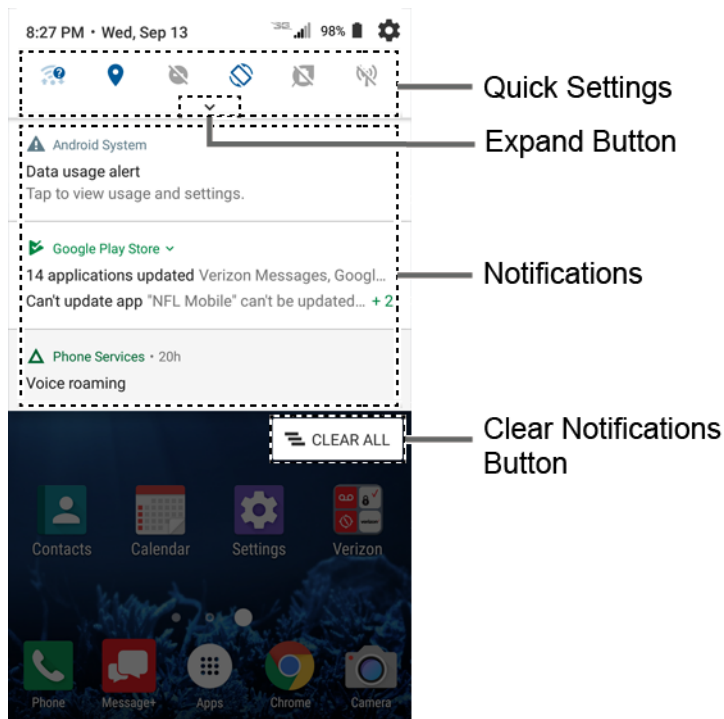 8:27 PM • Wed, Sep 13 3G 98%
Quick Settings
Expand Button
Android System
Data usage alert
Tap to view usage and settings.
Google Play Store
14 applications updated Verizon Messages, Googl...
Can't update app "NFL Mobile" can't be updated... + 2
Notifications
Phone Services • 20h
Voice roaming
CLEAR ALL
Clear Notifications
Button
Contacts Calendar Settings Verizon
Phone Message+ Apps Chrome Camera